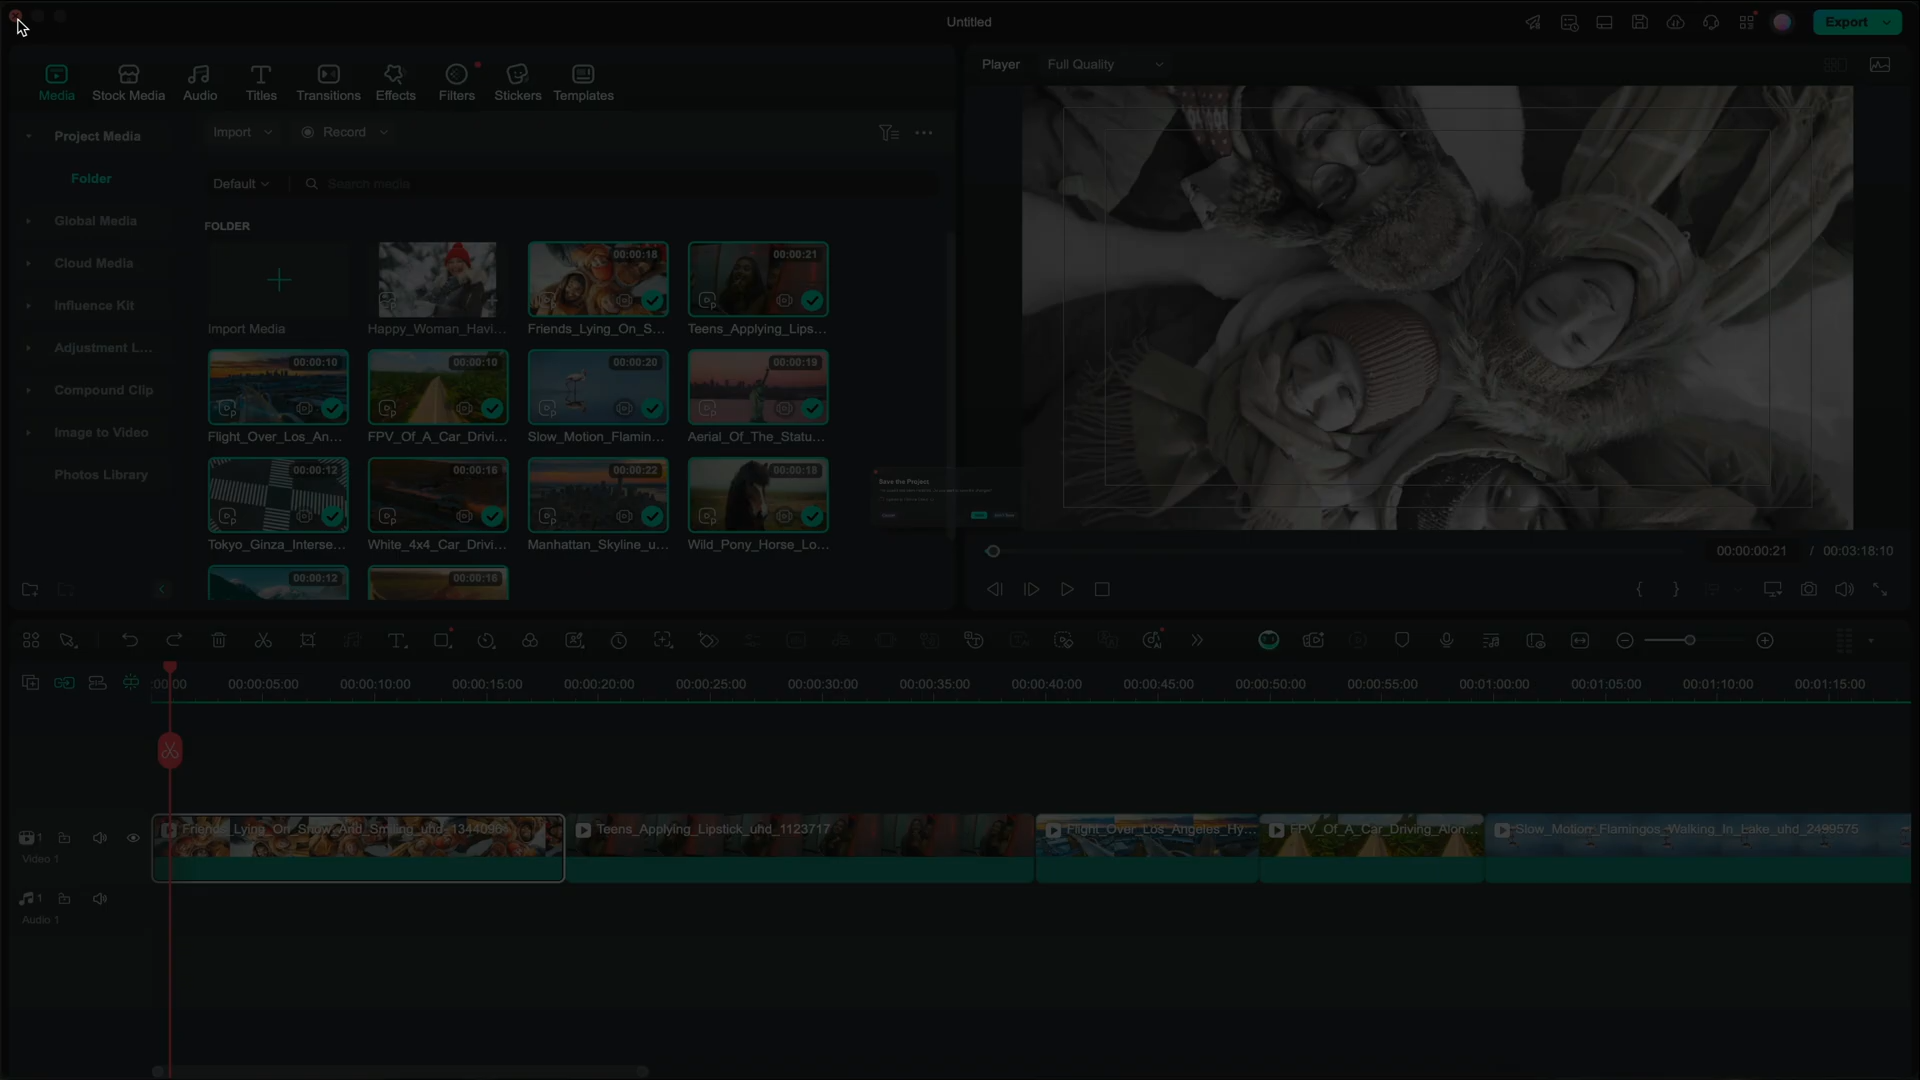 Untitled
Export
Media
Stock Media
Audio
Titles
Transitions
Effects
Filters
Stickers
Templates
Player
Full Quality
Project Media
Folder
Global Media
Cloud Media
Influence Kit
Adjustment L...
Compound Clip
Image to Video
Photos Library
Import
Record
Default
Search media
FOLDER
Import Media
Happy_Woman_Havi...
00:00:18
Friends_Lying_On_S...
00:00:21
Teens_Applying_Lips...
00:00:10
Flight_Over_Los_An...
00:00:10
FPV_Of_A_Car_Drivi...
00:00:20
Slow_Motion_Flamin...
00:00:19
Aerial_Of_The_Statu...
00:00:12
Tokyo_Ginza_Interse...
00:00:16
White_4x4_Car_Drivi...
00:00:22
Manhattan_Skyline_u...
00:00:18
Wild_Pony_Horse_Lo...
00:00:12
00:00:16
Save the Project
00:00:00:21 / 00:03:18:10
:00:00
00:00:05:00
00:00:10:00
00:00:15:00
00:00:20:00
00:00:25:00
00:00:30:00
00:00:35:00
00:00:40:00
00:00:45:00
00:00:50:00
00:00:55:00
00:01:00:00
00:01:05:00
00:01:10:00
00:01:15:00
1
Video 1
Friends_Lying_On_Snow_And_Smiling_uhd_1344096
Teens_Applying_Lipstick_uhd_1123717
Flight_Over_Los_Angeles_Hy...
FPV_Of_A_Car_Driving_Alon...
Slow_Motion_Flamingos_Walking_In_Lake_uhd_2499575
1
Audio 1